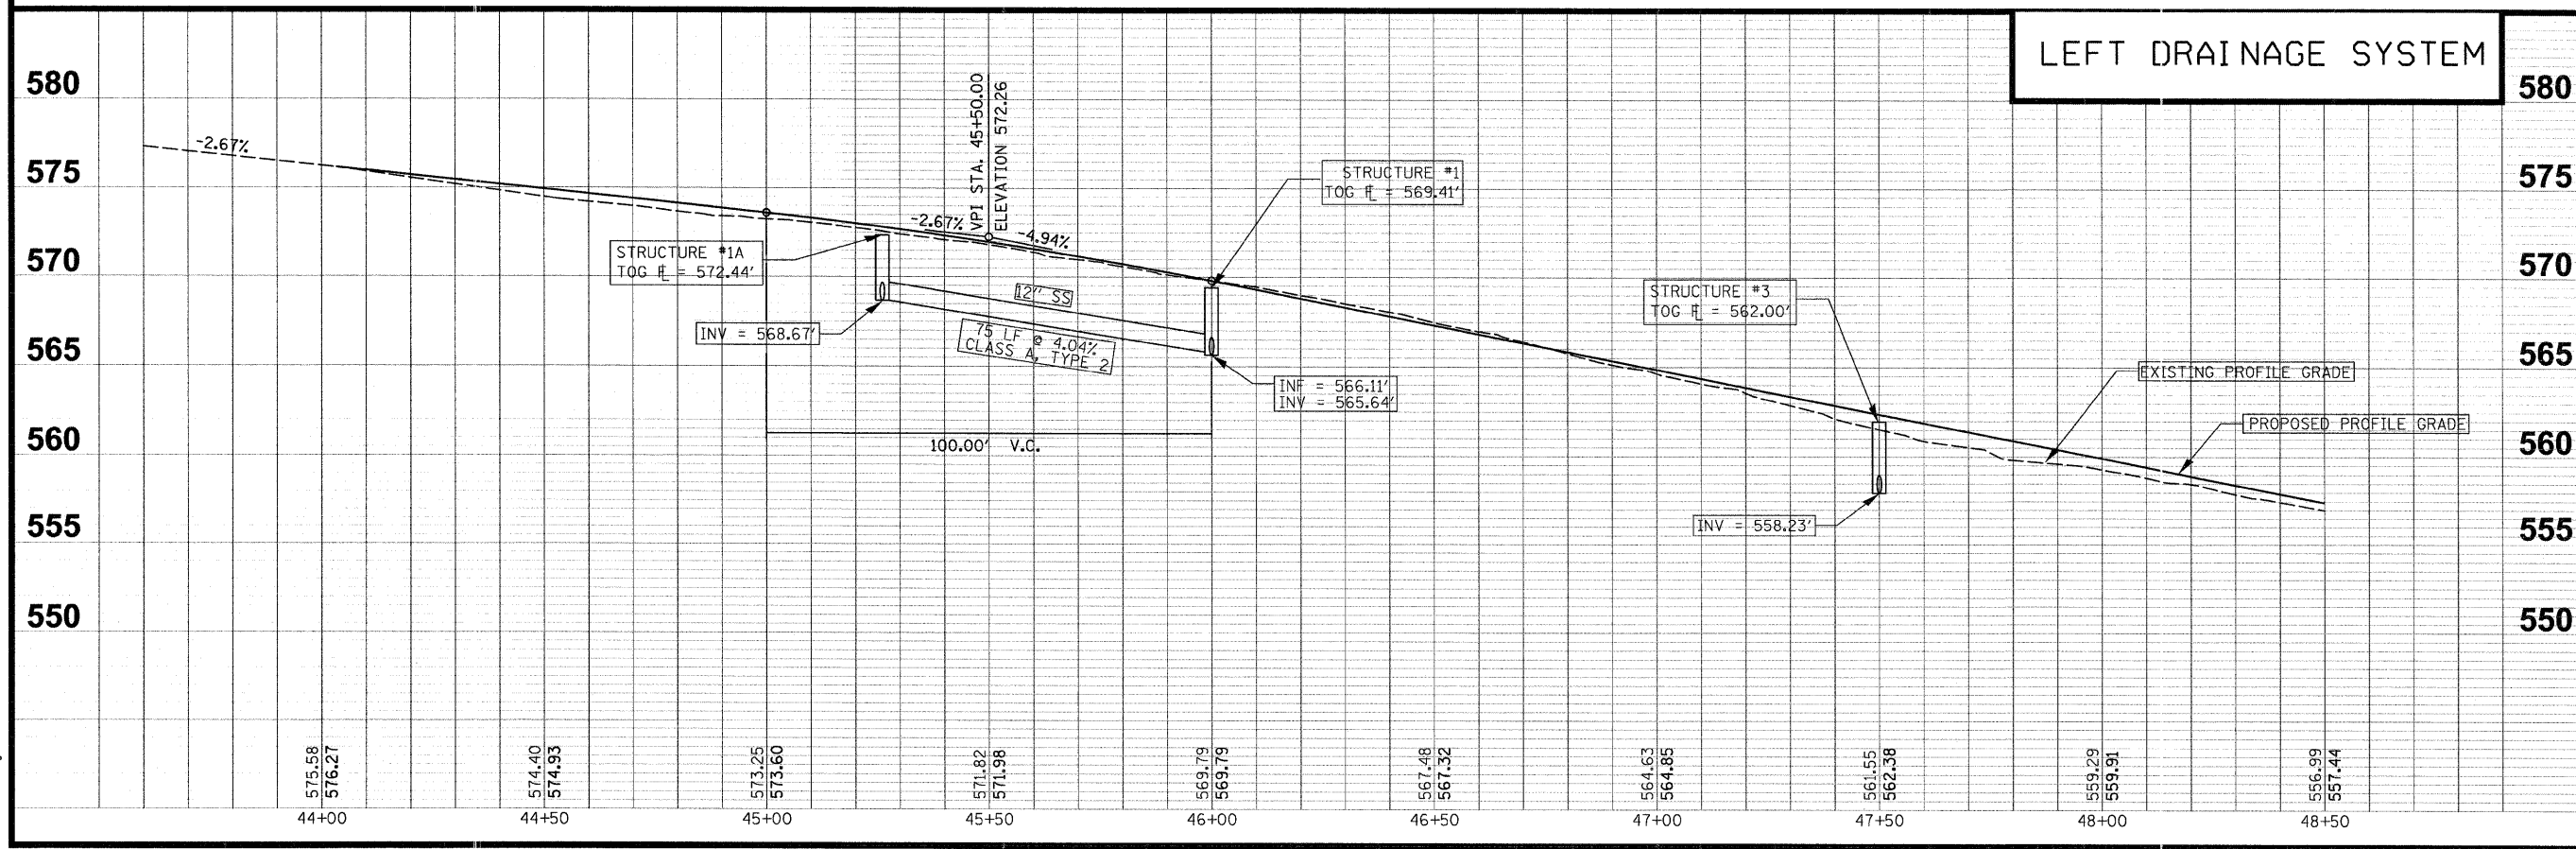 LEFT DRAINAGE SYSTEM
580
580
575
575
570
570
565
565
560
560
555
555
550
550
-2.67%
VPI STA. 45+50.00
ELEVATION 572.26
-2.67%
-4.94%
STRUCTURE #1
TOG FL = 569.41'
STRUCTURE #1A
TOG FL = 572.44'
12" SS
STRUCTURE #3
TOG FL = 562.00'
INV = 568.67'
75 LF @ 4.04%
CLASS A, TYPE 2
INF = 566.11'
INV = 565.64'
EXISTING PROFILE GRADE
PROPOSED PROFILE GRADE
100.00' V.C.
INV = 558.23'
575.58
576.27
574.40
574.93
573.25
573.60
571.82
571.98
569.79
569.79
567.48
567.32
564.63
564.85
561.55
562.38
559.29
559.91
556.99
557.44
44+00
44+50
45+00
45+50
46+00
46+50
47+00
47+50
48+00
48+50